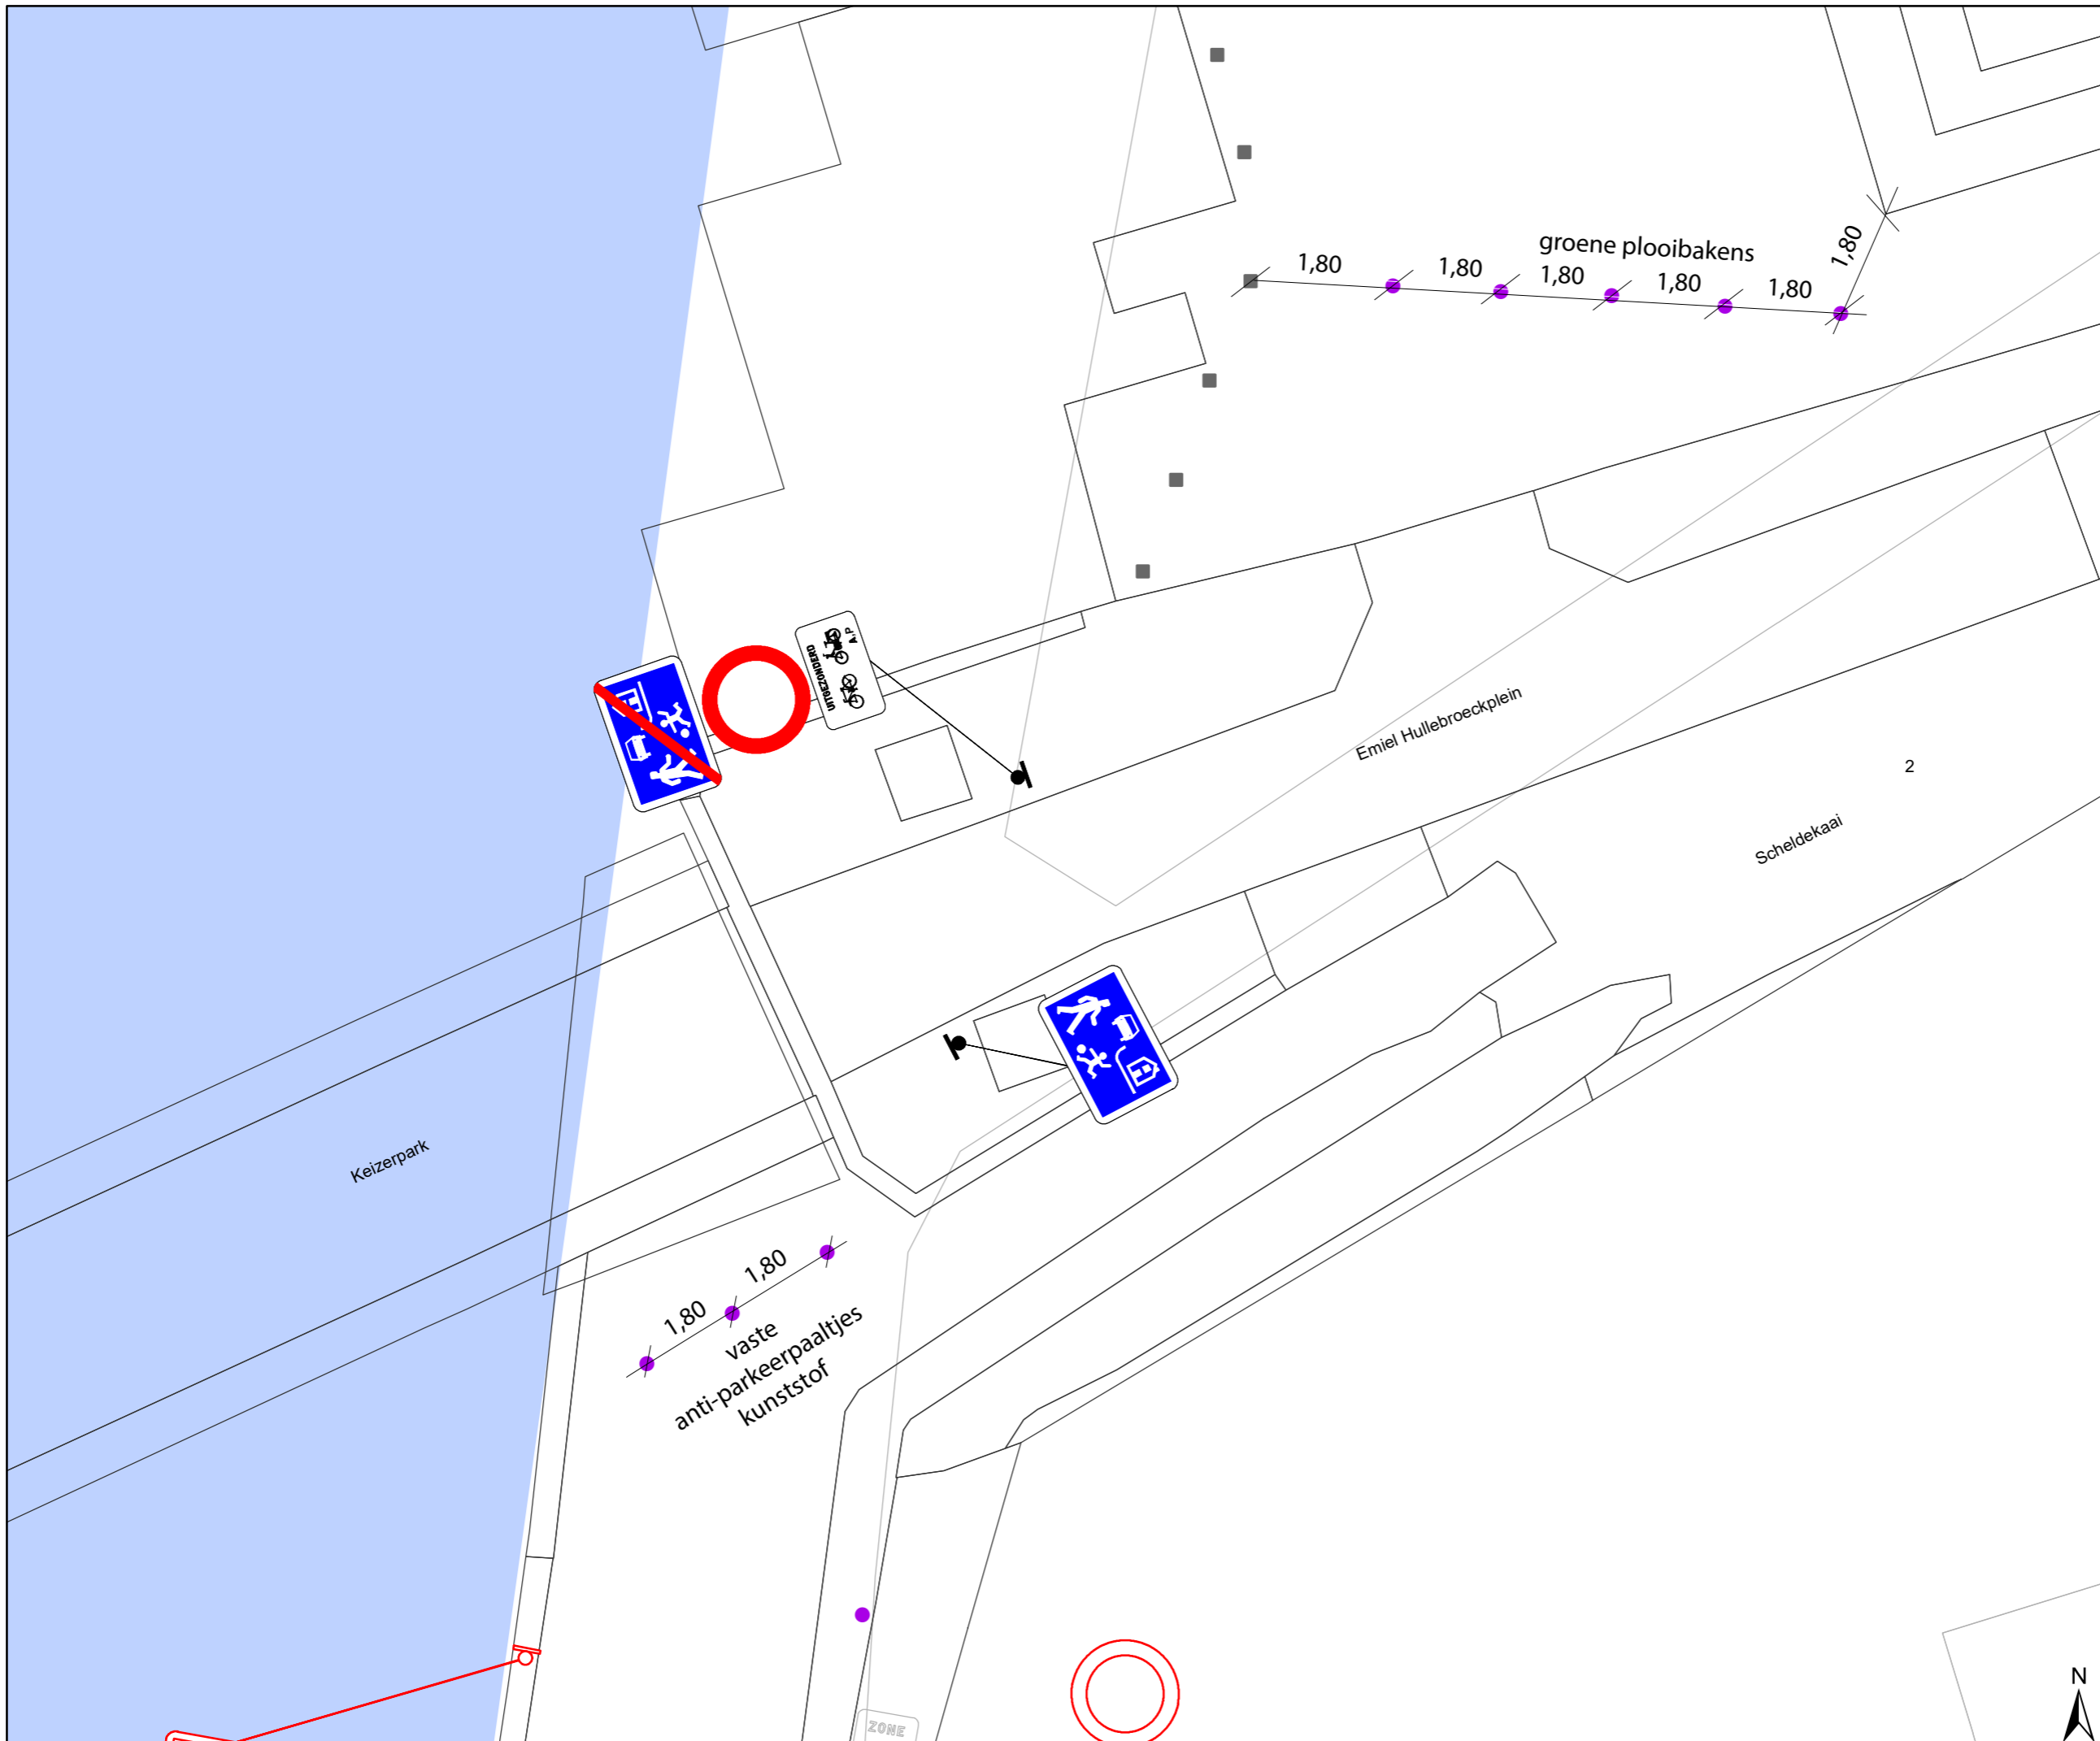 groene plooibakens
1,80
1,80
1,80
1,80
1,80
1,80
A,P
UITGEZONDERD
Emiel Hullebroeckplein
2
Scheldekaai
Keizerpark
1,80
1,80
vaste
anti-parkeerpaaltjes
kunststof
ZONE
N